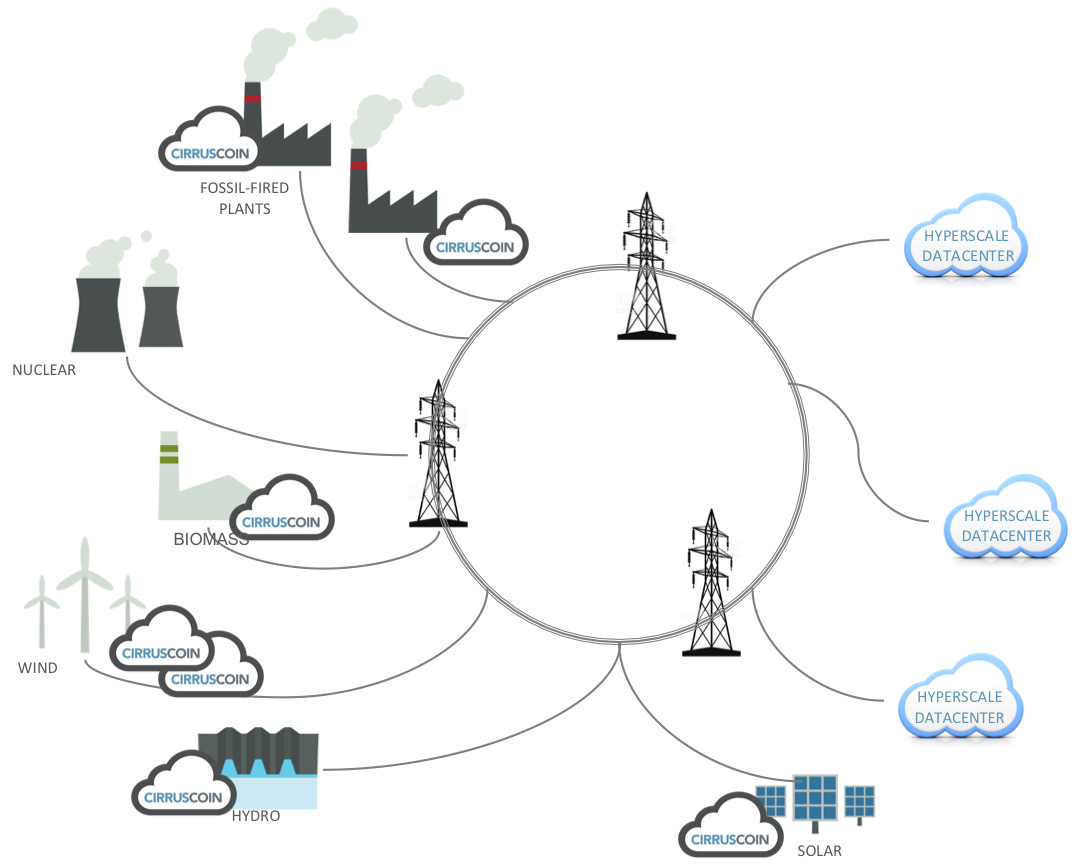 CIRRUSCOIN
FOSSIL-FIRED
PLANTS
CIRRUSCOIN
HYPERSCALE
DATACENTER
NUCLEAR
CIRRUSCOIN
BIOMASS
HYPERSCALE
DATACENTER
CIRRUSCOIN
WIND
CIRRUSCOIN
HYPERSCALE
DATACENTER
CIRRUSCOIN
HYDRO
CIRRUSCOIN
SOLAR